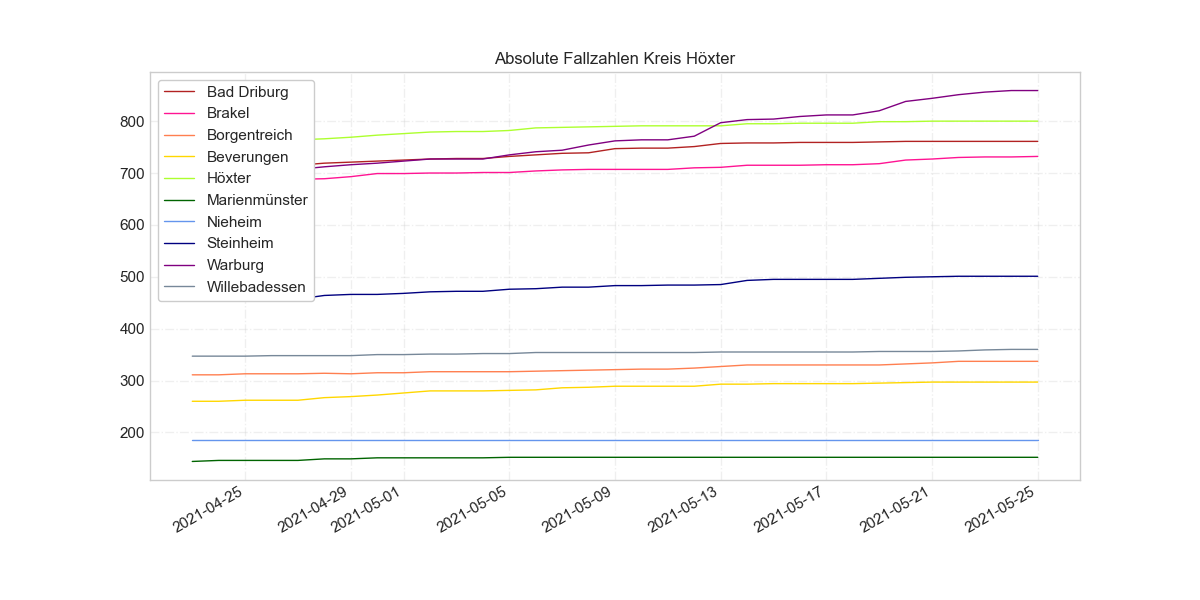 Absolute Fallzahlen Kreis Höxter
Bad Driburg
Brakel
Borgentreich
Beverungen
Höxter
Marienmünster
Nieheim
Steinheim
Warburg
Willebadessen
800
700
600
500
400
300
200
2021-04-25
2021-04-29
2021-05-01
2021-05-05
2021-05-09
2021-05-13
2021-05-17
2021-05-21
2021-05-25